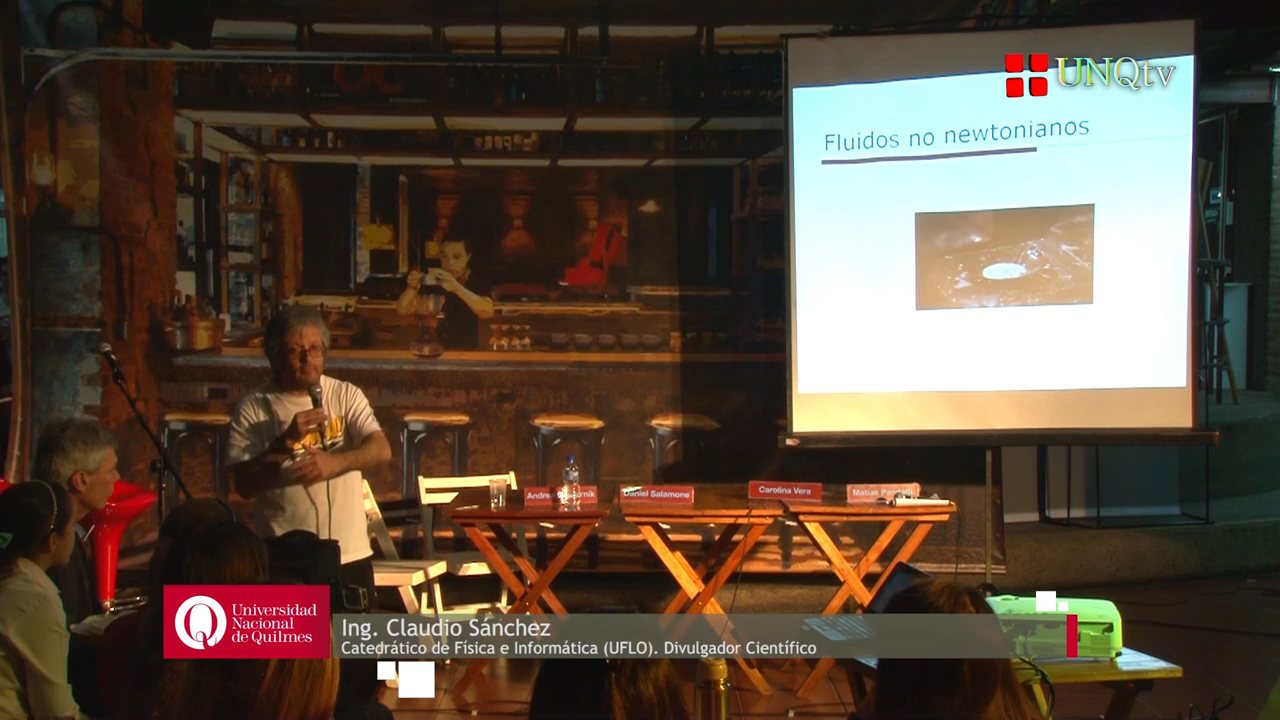 UNQtv
Fluidos no newtonianos
Daniel Salamone
Carolina Vera
Universidad
Nacional
de Quilmes
Ing. Claudio Sánchez
Catedrático de Física e Informática (UFLO). Divulgador Científico